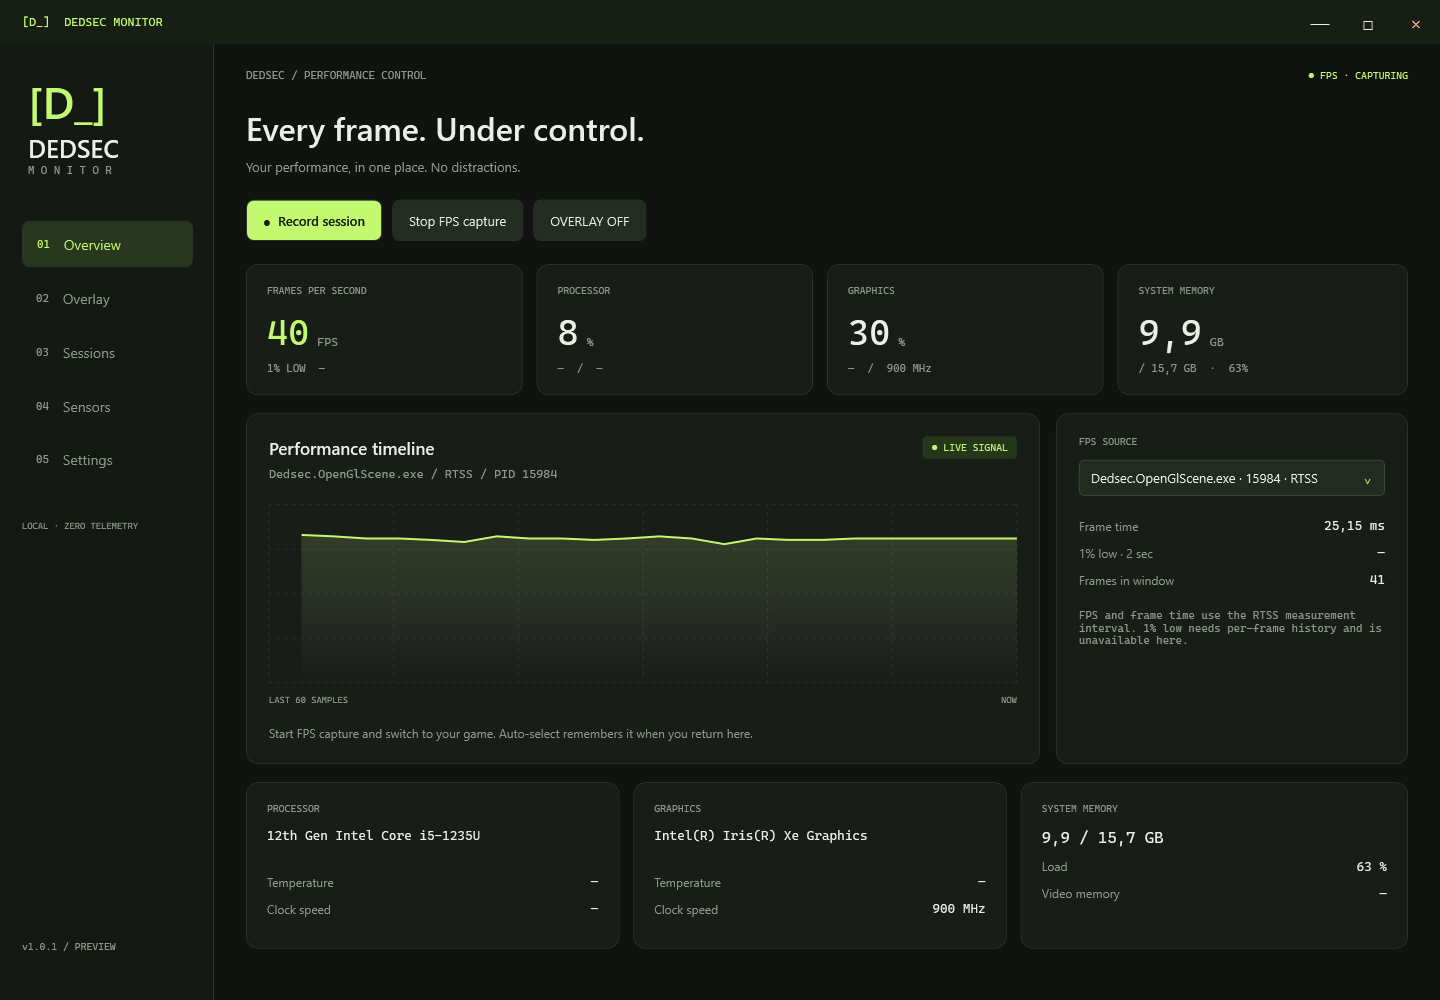 [D_] DEDSEC MONITOR
[D_]
DEDSEC
MONITOR
01 Overview
02 Overlay
03 Sessions
04 Sensors
05 Settings
LOCAL · ZERO TELEMETRY
v1.0.1 / PREVIEW
DEDSEC / PERFORMANCE CONTROL
● FPS · CAPTURING
Every frame. Under control.
Your performance, in one place. No distractions.
● Record session
Stop FPS capture
OVERLAY OFF
FRAMES PER SECOND
40 FPS
1% LOW —
PROCESSOR
8 %
— / —
GRAPHICS
30 %
— / 900 MHz
SYSTEM MEMORY
9,9 GB
/ 15,7 GB · 63%
Performance timeline
● LIVE SIGNAL
Dedsec.OpenGlScene.exe / RTSS / PID 15984
LAST 60 SAMPLES
NOW
Start FPS capture and switch to your game. Auto-select remembers it when you return here.
FPS SOURCE
Dedsec.OpenGlScene.exe · 15984 · RTSS
Frame time 25,15 ms
1% low · 2 sec —
Frames in window 41
FPS and frame time use the RTSS measurement
interval. 1% low needs per-frame history and is
unavailable here.
PROCESSOR
12th Gen Intel Core i5-1235U
Temperature —
Clock speed —
GRAPHICS
Intel(R) Iris(R) Xe Graphics
Temperature —
Clock speed 900 MHz
SYSTEM MEMORY
9,9 / 15,7 GB
Load 63 %
Video memory —